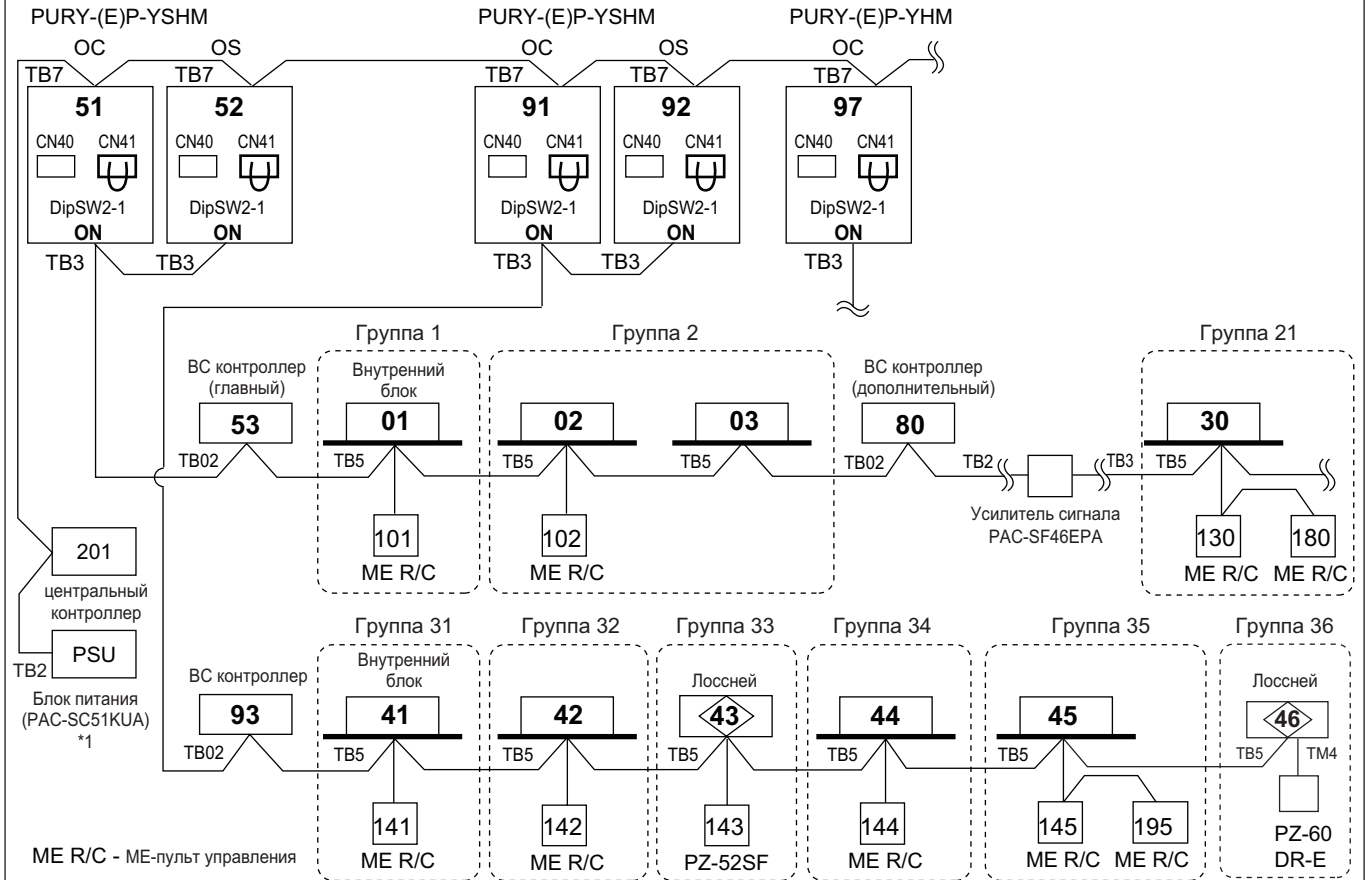 PURY-(E)P-YSHM PURY-(E)P-YSHM PURY-(E)P-YHM
OC OS OC OS OC
TB7 TB7 TB7 TB7 TB7
51 52 91 92 97
CN40 CN41 CN40 CN41 CN40 CN41 CN40 CN41 CN40 CN41
DipSW2-1 DipSW2-1 DipSW2-1 DipSW2-1 DipSW2-1
ON ON ON ON ON
TB3 TB3 TB3 TB3 TB3
Группа 1 Группа 2 Группа 21
BC контроллер
(главный)
Внутренний
блок
BC контроллер
(дополнительный)
53 01 02 03 80 30
TB02 TB5 TB5 TB5 TB02 TB2 TB3 TB5
Усилитель сигнала
PAC-SF46EPA
101 102 130 180
ME R/C ME R/C ME R/C ME R/C
201
центральный
контроллер
PSU
TB2
Блок питания
(PAC-SC51KUA)
*1
Группа 31 Группа 32 Группа 33 Группа 34 Группа 35 Группа 36
BC контроллер
Внутренний
блок
Лоссней Лоссней
93 41 42 43 44 45 46
TB02 TB5 TB5 TB5 TB5 TB5 TB5 TM4
141 142 143 144 145 195
ME R/C ME R/C PZ-52SF ME R/C ME R/C ME R/C
PZ-60
DR-E
ME R/C - ME-пульт управления